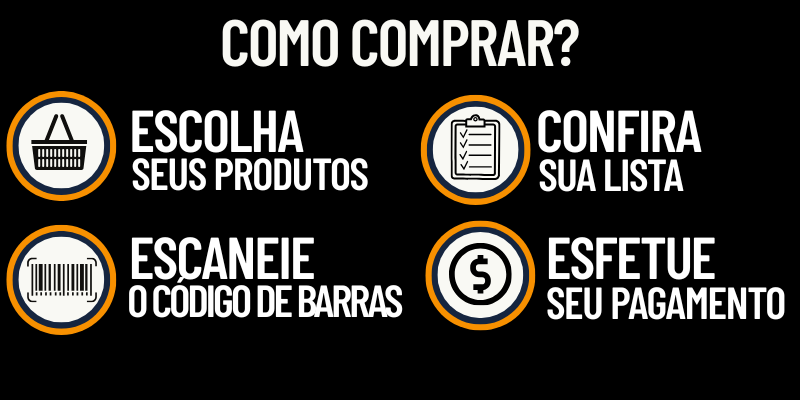 COMO COMPRAR?
ESCOLHA
SEUS PRODUTOS
CONFIRA
SUA LISTA
ESCANEIE
O CÓDIGO DE BARRAS
ESFETUE
SEU PAGAMENTO